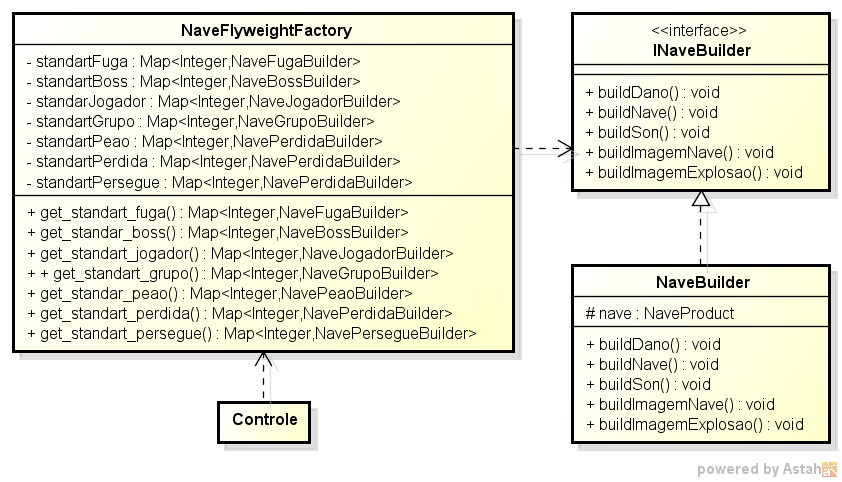 NaveFlyweightFactory
- standartFuga : Map<Integer,NaveFugaBuilder>
- standartBoss : Map<Integer,NaveBossBuilder>
- standarJogador : Map<Integer,NaveJogadorBuilder>
- standartGrupo : Map<Integer,NaveGrupoBuilder>
- standartPeao : Map<Integer,NavePerdidaBuilder>
- standartPerdida : Map<Integer,NavePerdidaBuilder>
- standartPersegue : Map<Integer,NavePerdidaBuilder>
+ get_standart_fuga() : Map<Integer,NaveFugaBuilder>
+ get_standar_boss() : Map<Integer,NaveBossBuilder>
+ get_standart_jogador() : Map<Integer,NaveJogadorBuilder>
+ + get_standart_grupo() : Map<Integer,NaveGrupoBuilder>
+ get_standar_peao() : Map<Integer,NavePeaoBuilder>
+ get_standart_perdida() : Map<Integer,NavePerdidaBuilder>
+ get_standart_persegue() : Map<Integer,NavePersegueBuilder>
<<interface>>
INaveBuilder
+ buildDano() : void
+ buildNave() : void
+ buildSon() : void
+ buildImagemNave() : void
+ buildImagemExplosao() : void
NaveBuilder
# nave : NaveProduct
+ buildDano() : void
+ buildNave() : void
+ buildSon() : void
+ buildImagemNave() : void
+ buildImagemExplosao() : void
Controle
powered by Astah